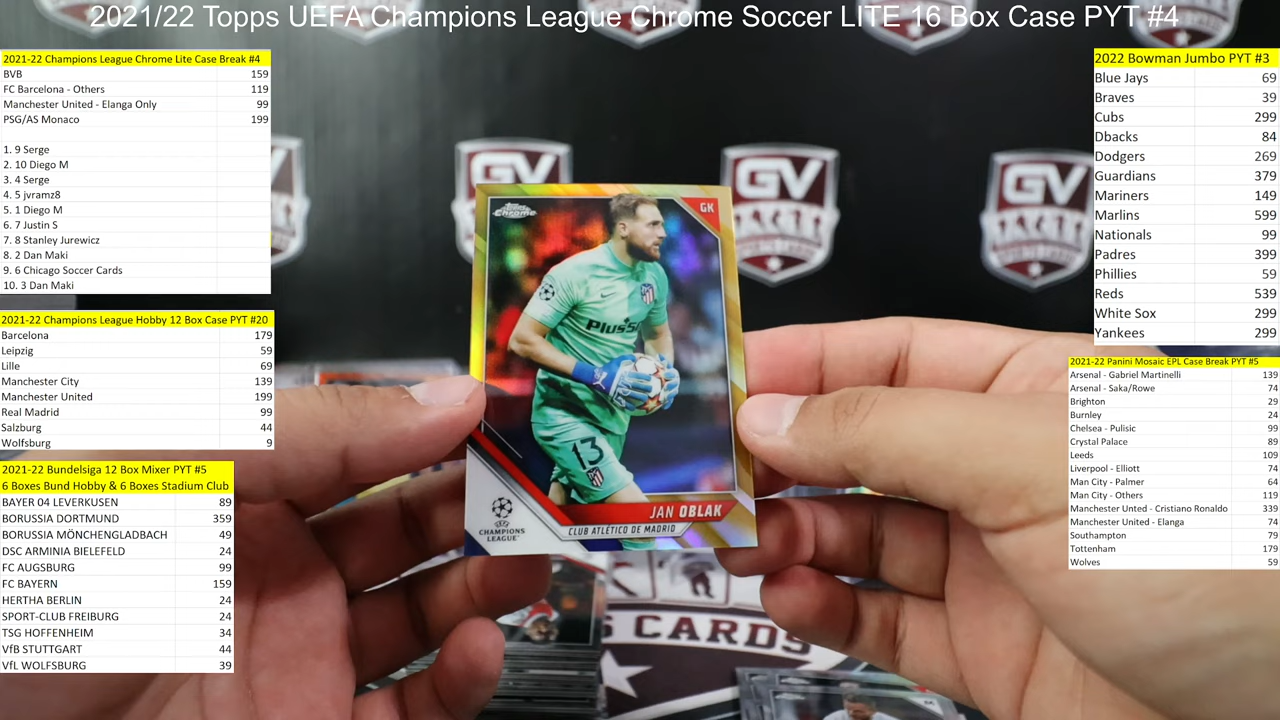 2021/22 Topps UEFA Champions League Chrome Soccer LITE 16 Box Case PYT #4
2021-22 Champions League Chrome Lite Case Break #4
BVB 159
FC Barcelona - Others 119
Manchester United - Elanga Only 99
PSG/AS Monaco 199
1. 9 Serge
2. 10 Diego M
3. 4 Serge
4. 5 jvramz8
5. 1 Diego M
6. 7 Justin S
7. 8 Stanley Jurewicz
8. 2 Dan Maki
9. 6 Chicago Soccer Cards
10. 3 Dan Maki
2021-22 Champions League Hobby 12 Box Case PYT #20
Barcelona 179
Leipzig 59
Lille 69
Manchester City 139
Manchester United 199
Real Madrid 99
Salzburg 44
Wolfsburg 9
2021-22 Bundelsiga 12 Box Mixer PYT #5
6 Boxes Bund Hobby & 6 Boxes Stadium Club
BAYER 04 LEVERKUSEN 89
BORUSSIA DORTMUND 359
BORUSSIA MÖNCHENGLADBACH 49
DSC ARMINIA BIELEFELD 24
FC AUGSBURG 99
FC BAYERN 159
HERTHA BERLIN 24
SPORT-CLUB FREIBURG 24
TSG HOFFENHEIM 34
VfB STUTTGART 44
VfL WOLFSBURG 39
GV
GV
GV
Topps
Chrome
GK
Plus5
13
JAN OBLAK
CLUB ATLÉTICO DE MADRID
CHAMPIONS
LEAGUE
CARDS
2022 Bowman Jumbo PYT #3
Blue Jays 69
Braves 39
Cubs 299
Dbacks 84
Dodgers 269
Guardians 379
Mariners 149
Marlins 599
Nationals 99
Padres 399
Phillies 59
Reds 539
White Sox 299
Yankees 299
2021-22 Panini Mosaic EPL Case Break PYT #5
Arsenal - Gabriel Martinelli 139
Arsenal - Saka/Rowe 74
Brighton 29
Burnley 24
Chelsea - Pulisic 99
Crystal Palace 89
Leeds 109
Liverpool - Elliott 74
Man City - Palmer 64
Man City - Others 119
Manchester Unted - Cristiano Ronaldo 339
Manchester United - Elanga 74
Southampton 79
Tottenham 179
Wolves 59